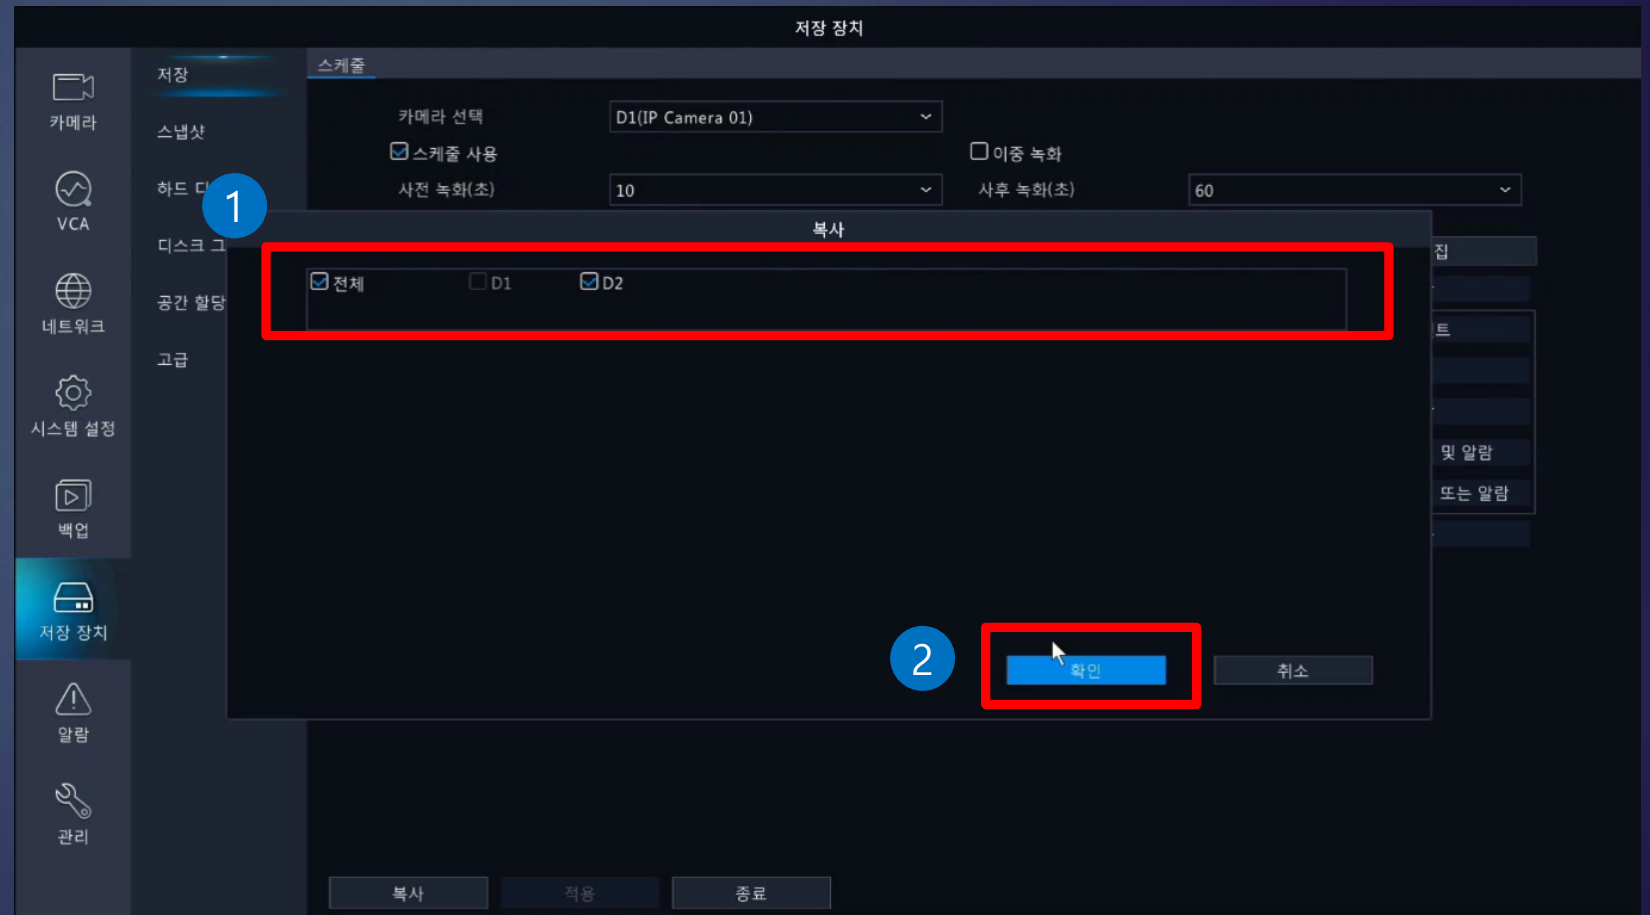 저장 장치
카메라
VCA
네트워크
시스템 설정
백업
저장 장치
알람
관리
저장
스냅샷
하드 디
디스크 그
공간 할당
고급
스케줄
카메라 선택 D1(IP Camera 01)
스케줄 사용 이중 녹화
사전 녹화(초) 10 사후 녹화(초) 60
1
복사
전체 D1 D2
집
트
및 알람
또는 알람
2
확인 취소
복사 적용 종료